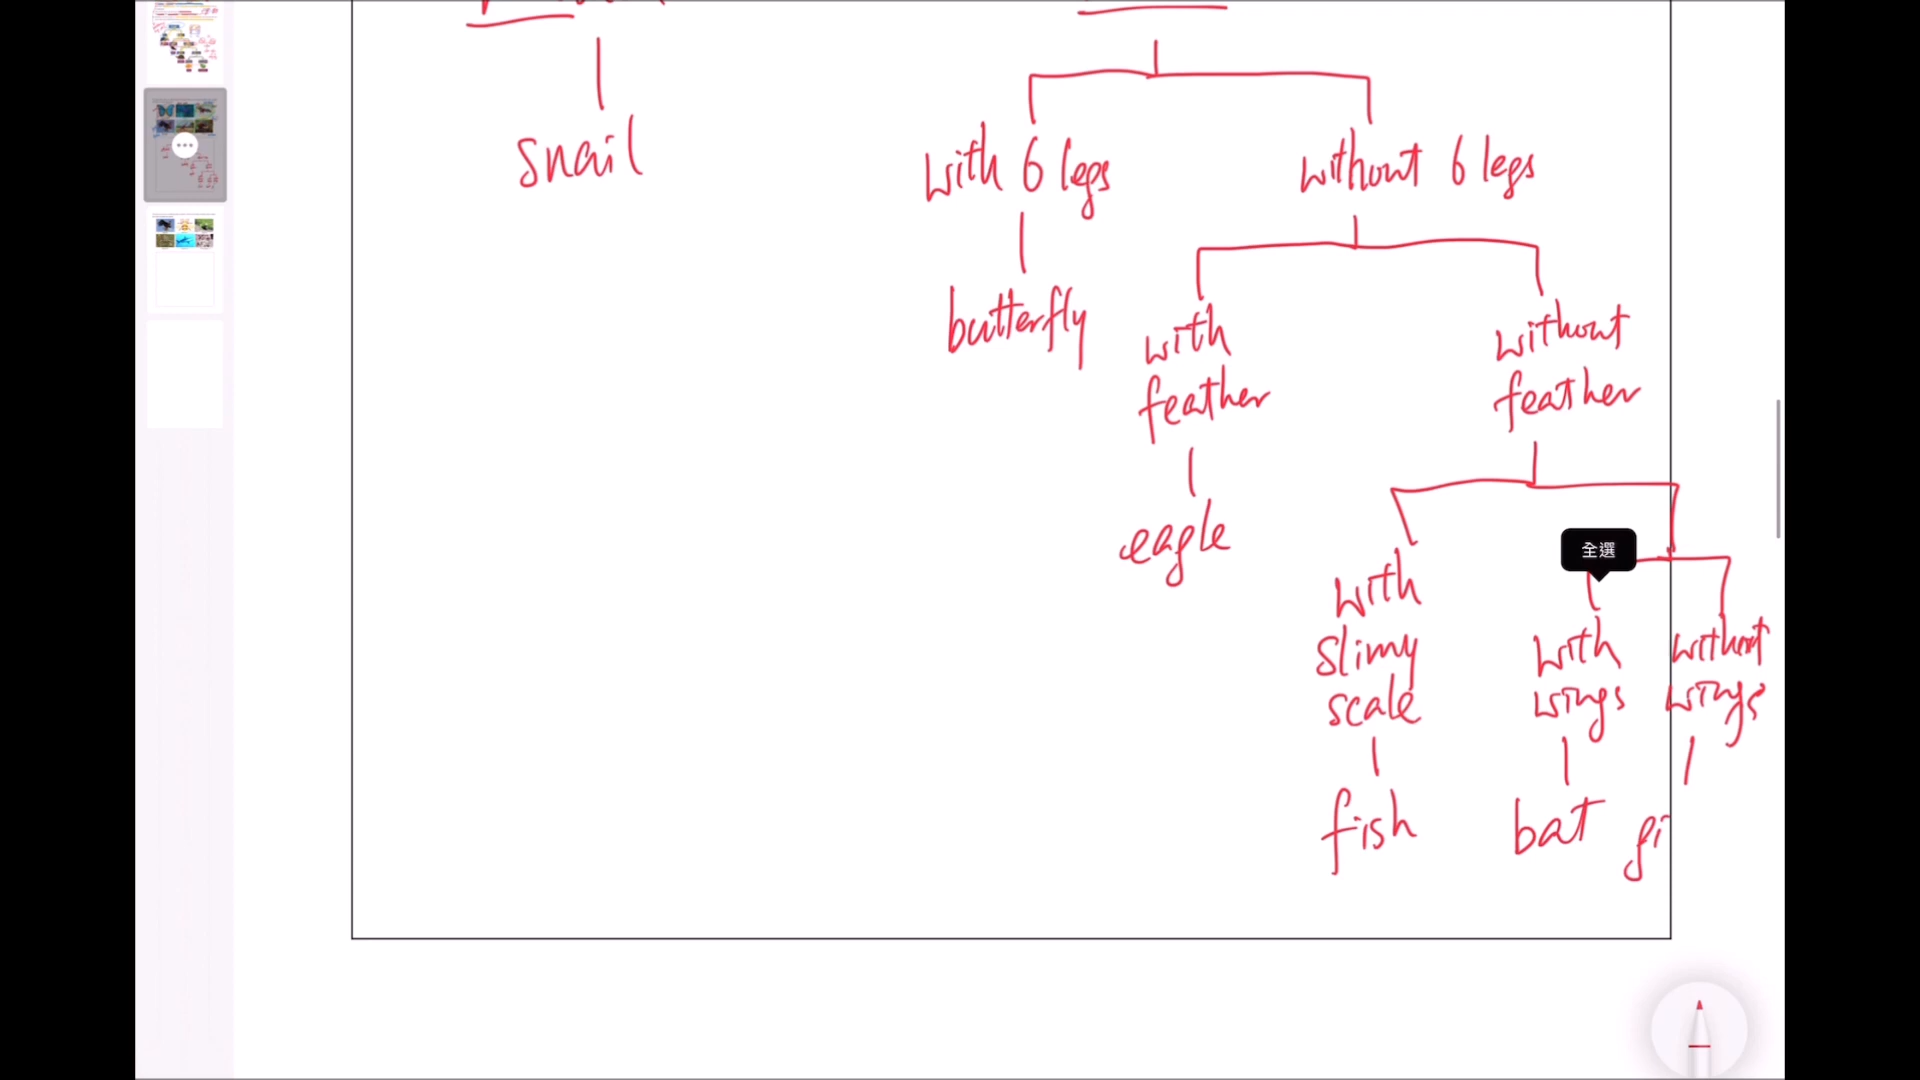 snail
with 6 legs
without 6 legs
butterfly
with
feather
without
feather
eagle
全選
with
slimy
scale
with
wings
without
wings
fish
bat
gi